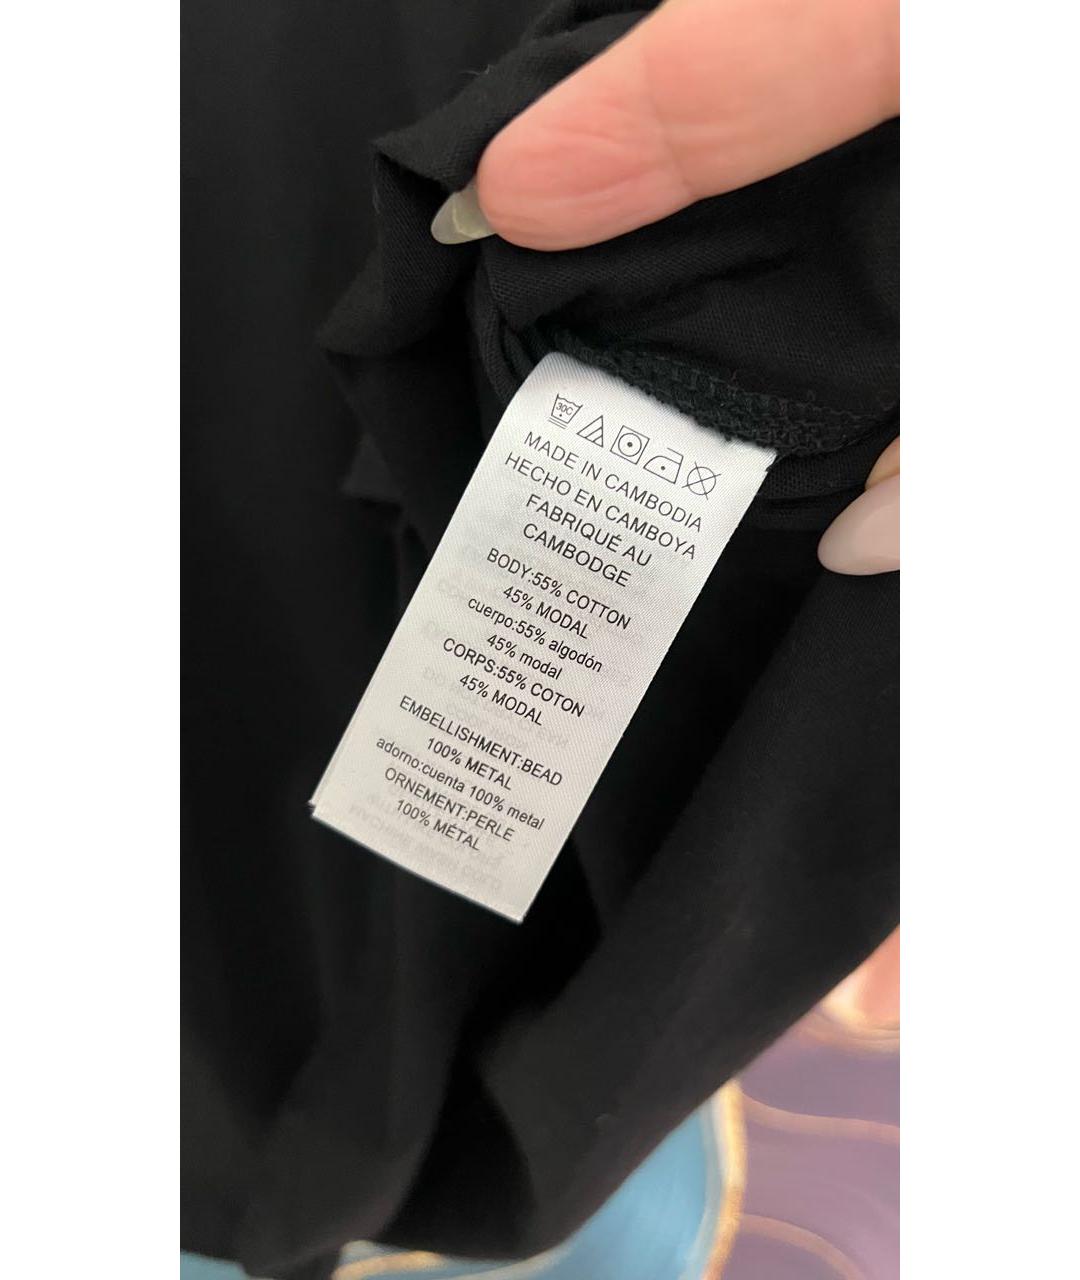 30C
MADE IN CAMBODIA
HECHO EN CAMBOYA
FABRIQUÉ AU
CAMBODGE
BODY:55% COTTON
45% MODAL
cuerpo:55% algodón
45% modal
CORPS:55% COTON
45% MODAL
EMBELLISHMENT:BEAD
100% METAL
adorno:cuenta 100% metal
ORNEMENT:PERLE
100% MÉTAL